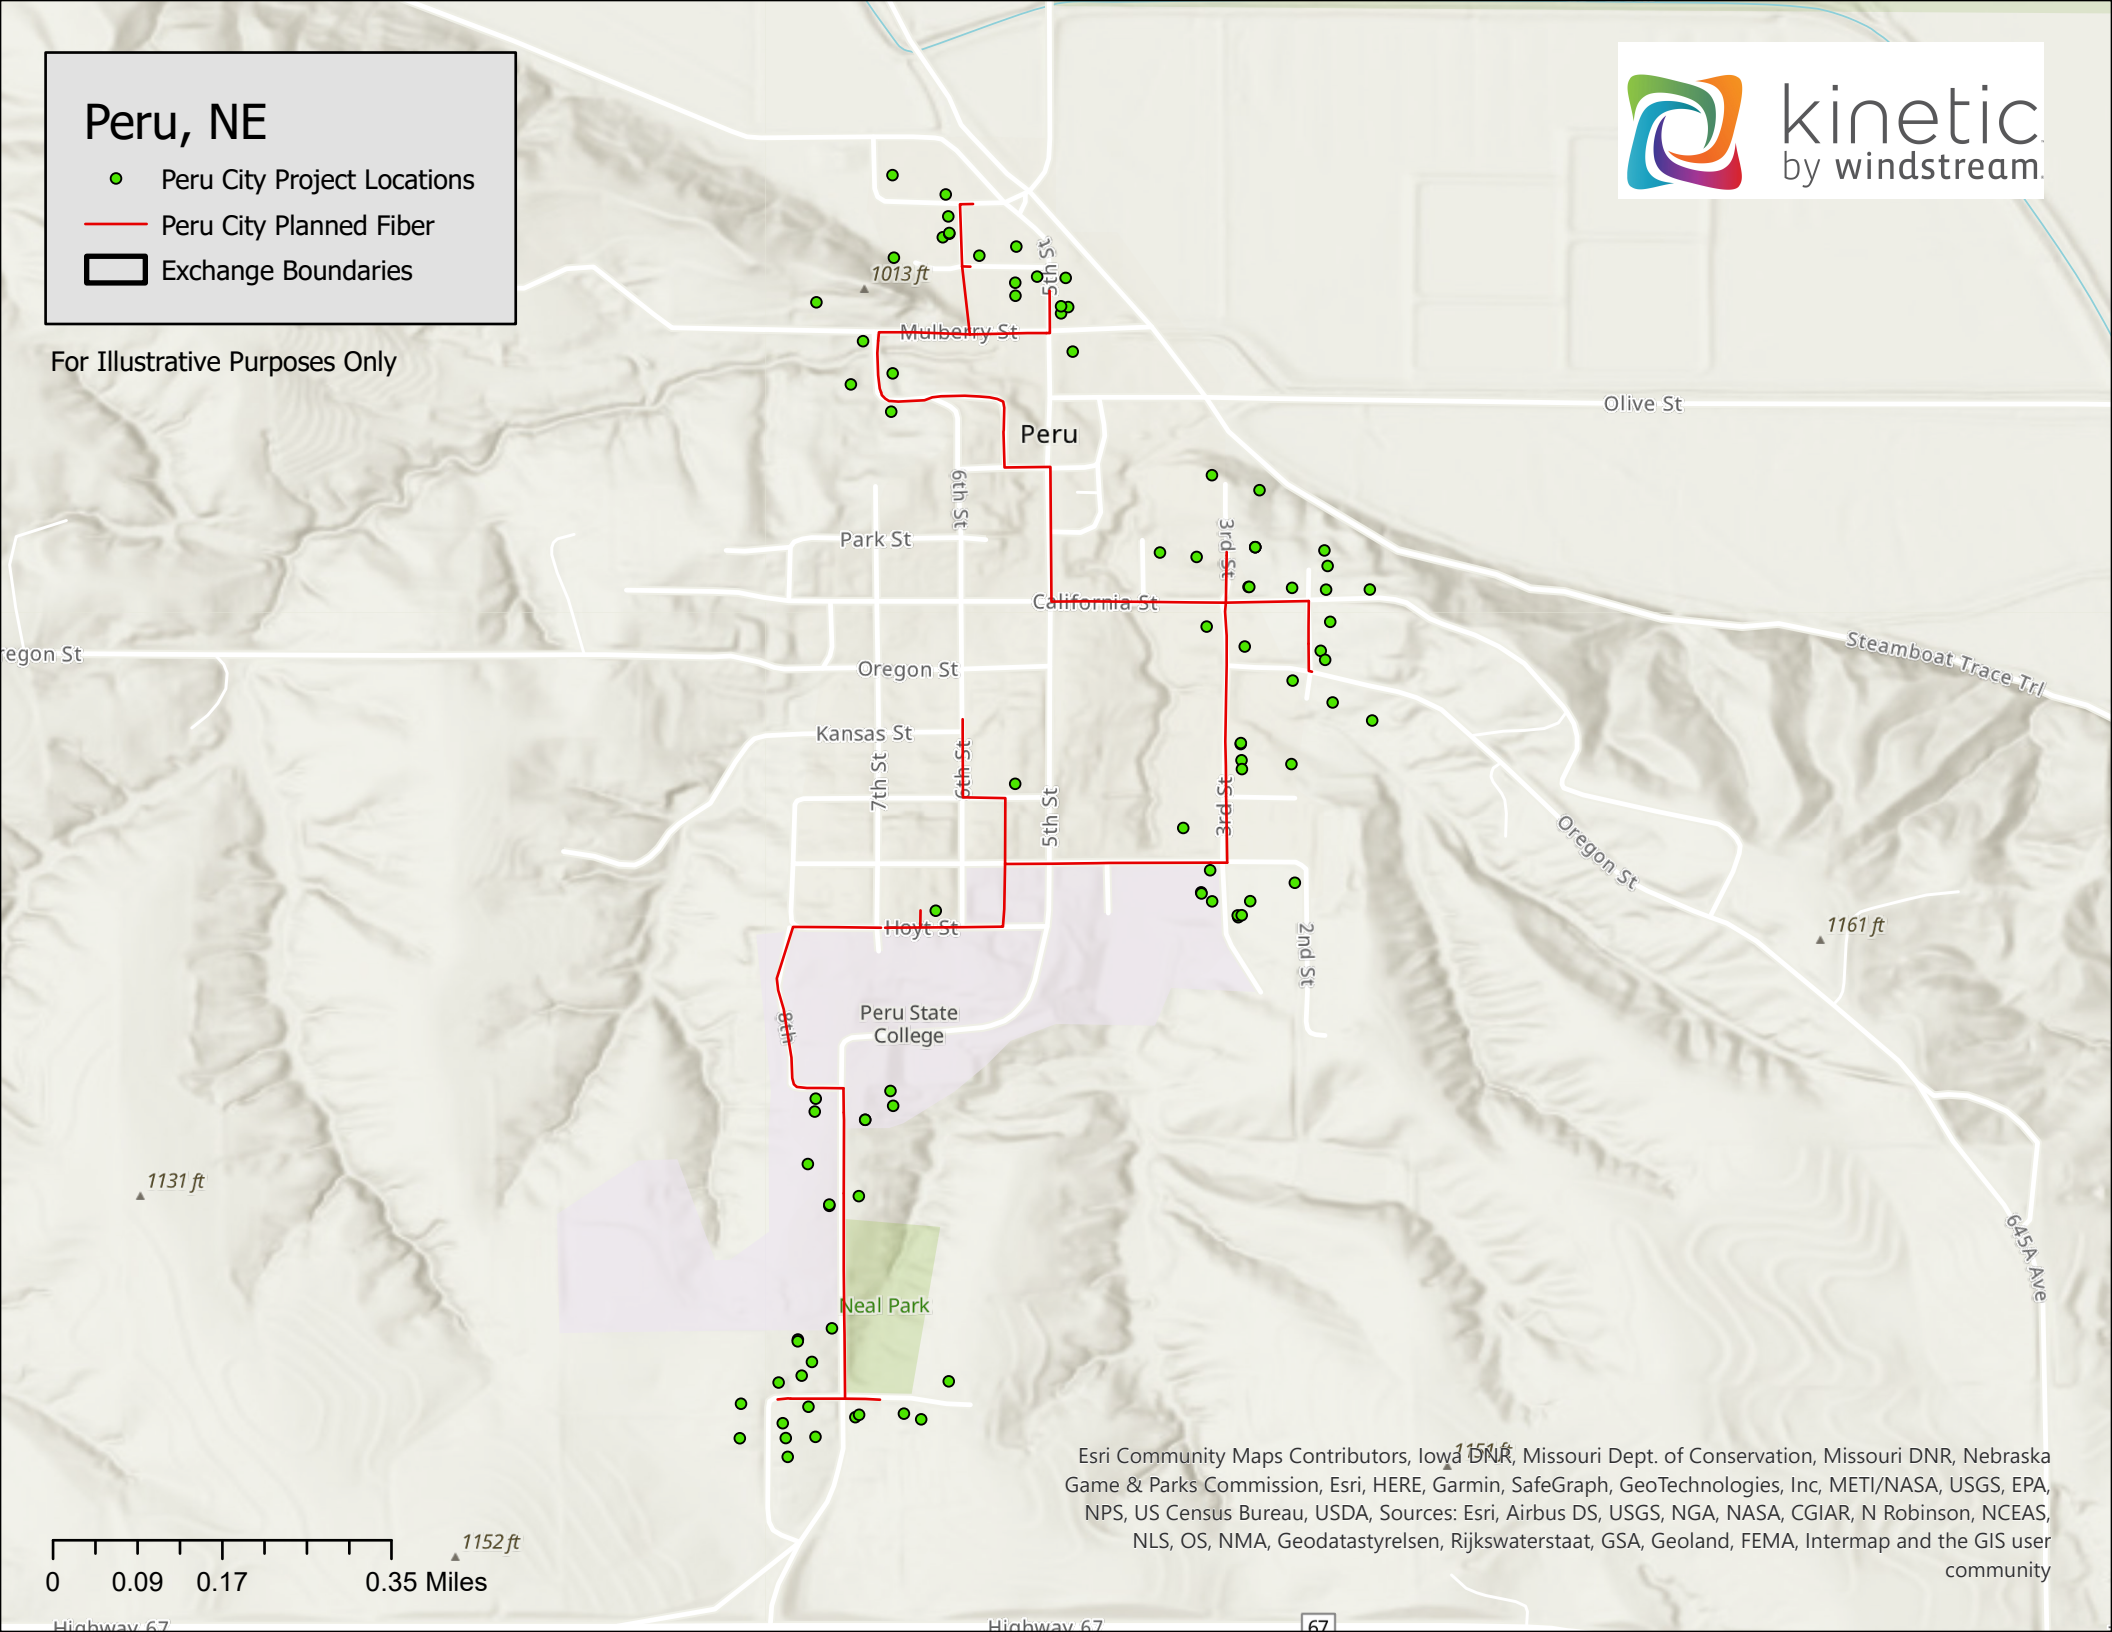 Peru, NE
Peru City Project Locations
Peru City Planned Fiber
Exchange Boundaries
For Illustrative Purposes Only
kinetic
by windstream.
1013 ft
5th St
Mulberry St
Olive St
Peru
6th St
3rd St
Park St
California St
regon St
Oregon St
Steamboat Trace Trl
Kansas St
7th St
6th St
5th St
3rd St
Oregon St
Hoyt St
2nd St
1161 ft
8th
Peru State
College
1131 ft
645A Ave
Neal Park
1151 ft
Esri Community Maps Contributors, Iowa DNR, Missouri Dept. of Conservation, Missouri DNR, Nebraska
Game & Parks Commission, Esri, HERE, Garmin, SafeGraph, GeoTechnologies, Inc, METI/NASA, USGS, EPA,
NPS, US Census Bureau, USDA, Sources: Esri, Airbus DS, USGS, NGA, NASA, CGIAR, N Robinson, NCEAS,
NLS, OS, NMA, Geodatastyrelsen, Rijkswaterstaat, GSA, Geoland, FEMA, Intermap and the GIS user
community
1152 ft
0 0.09 0.17 0.35 Miles
Highway 67
Highway 67
67